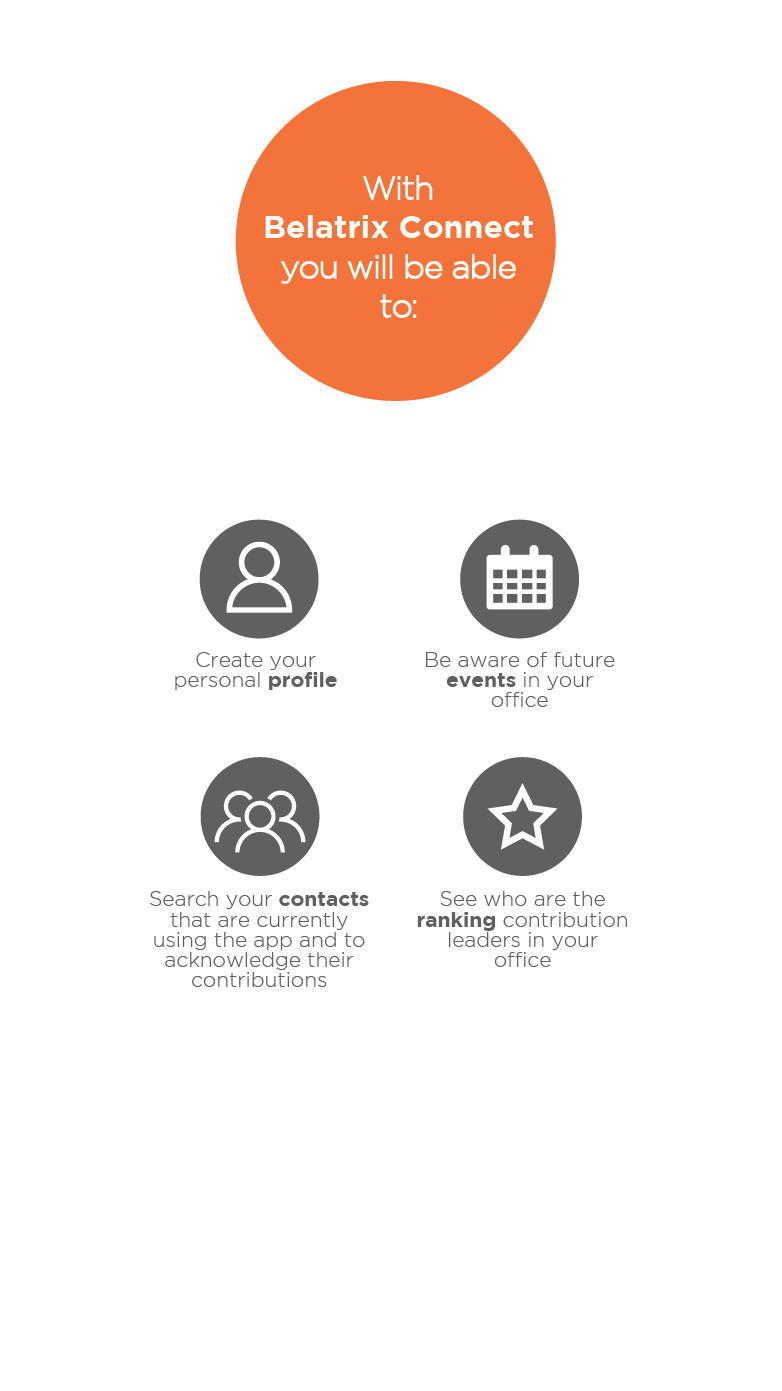 With
Belatrix Connect
you will be able
to:
Create your
personal profile
Be aware of future
events in your
office
Search your contacts
that are currently
using the app and to
acknowledge their
contributions
See who are the
ranking contribution
leaders in your
office